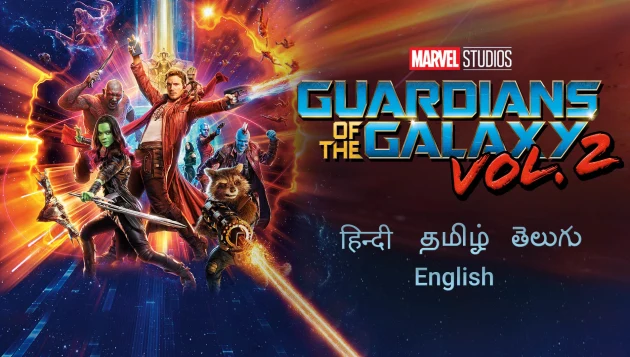 MARVEL STUDIOS
GUARDIANS
OF THE GALAXY
VOL. 2
हिन्दी தமிழ் తెలుగు
English